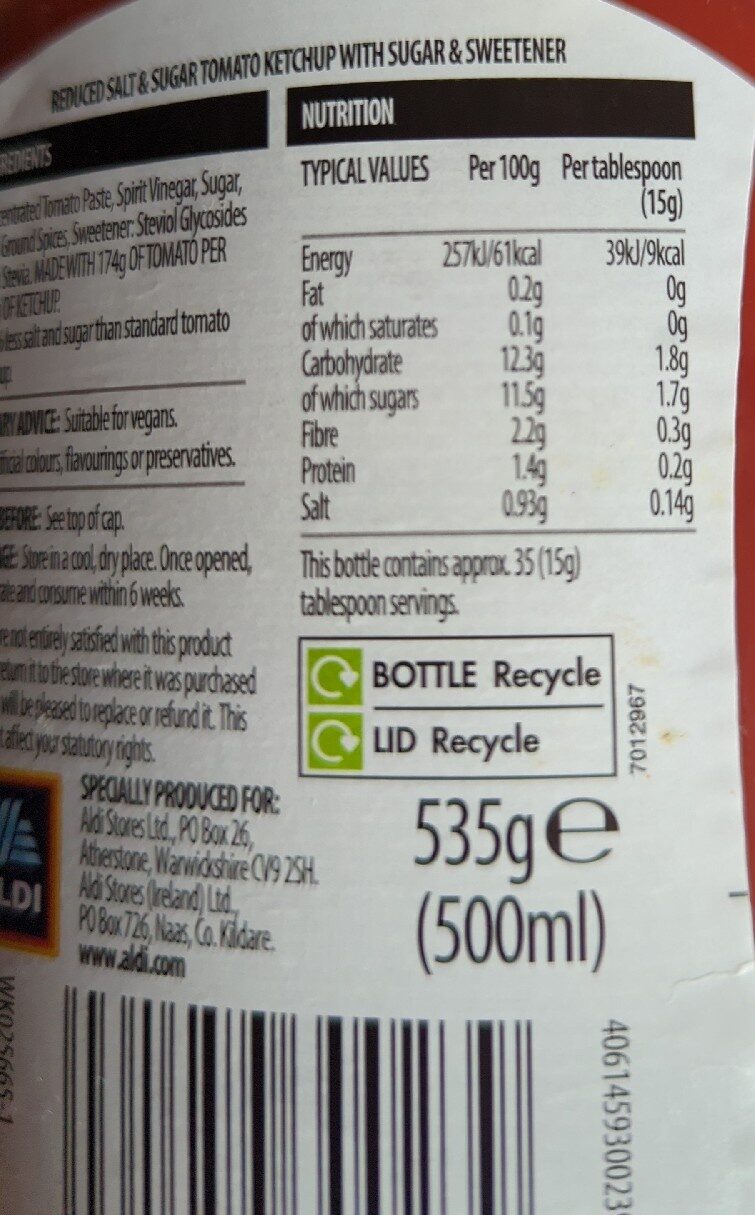 REDUCED SALT & SUGAR TOMATO KETCHUP WITH SUGAR & SWEETENER
Tomato Paste, Spirit Vinegar, Sugar,
Ground Spices, Sweetener: Steviol Glycosides
Stevia. MADE WITH 174g OF TOMATO PER
OF KETCHUP.
less salt and sugar than standard tomato
ADVICE: Suitable for vegans.
colours, flavourings or preservatives.
BEFORE: See top of cap.
Store in a cool, dry place. Once opened,
and consume within 6 weeks.
not entirely satisfied with this product
it to the store where it was purchased
will be pleased to replace or refund it. This
affect your statutory rights.
SPECIALLY PRODUCED FOR:
Aldi Stores Ltd., PO Box 26,
Atherstone, Warwickshire CV9 2SH.
Aldi Stores (Ireland) Ltd.,
PO Box 726, Naas, Co. Kildare.
www.aldi.com
NUTRITION
TYPICAL VALUES Per 100g Per tablespoon
(15g)
Energy 257kJ/61kcal 39kJ/9kcal
Fat 0.2g 0g
of which saturates 0.1g 0g
Carbohydrate 12.3g 1.8g
of which sugars 11.5g 1.7g
Fibre 2.2g 0.3g
Protein 1.4g 0.2g
Salt 0.93g 0.14g
This bottle contains approx. 35 (15g)
tablespoon servings.
BOTTLE Recycle
LID Recycle
7012967
535g e
(500ml)